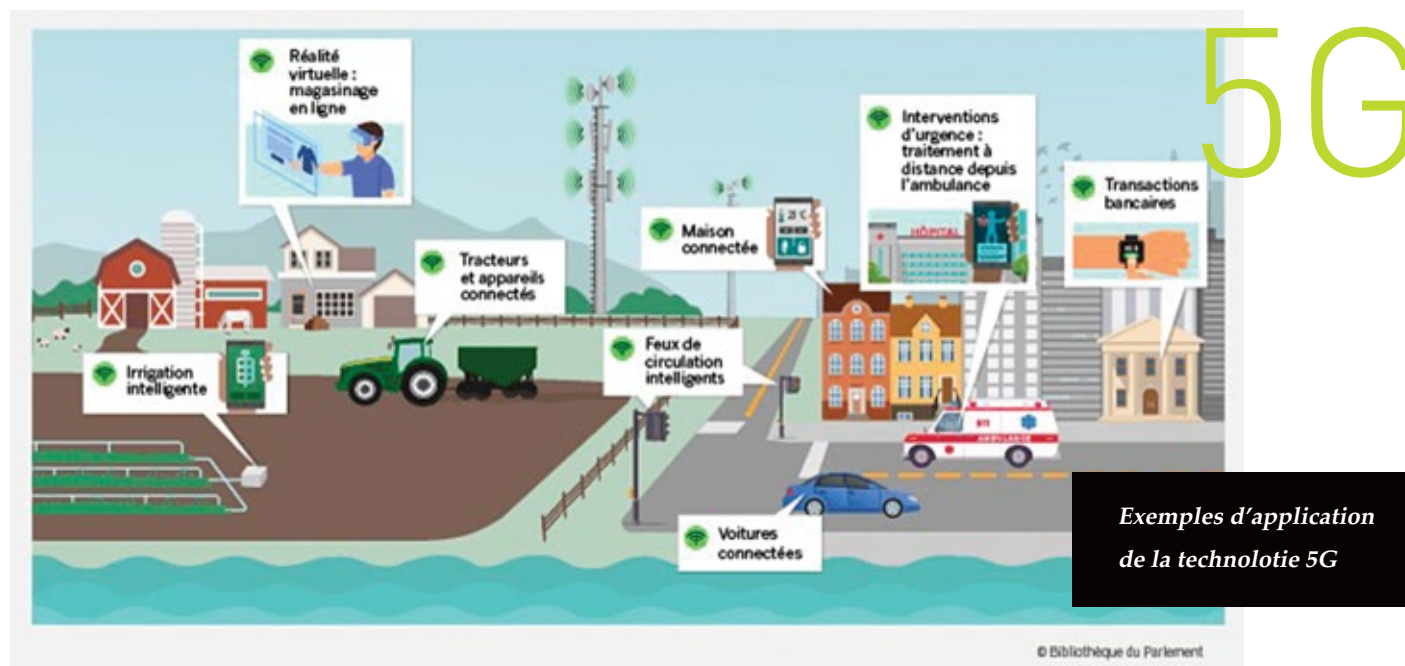 5G
Réalité
virtuelle :
magasinage
en ligne
Interventions
d'urgence :
traitement à
distance depuis
l'ambulance
HÔPITAL
Transactions
bancaires
Maison
connectée
21 °C
Tracteurs
et appareils
connectés
Feux de
circulation
intelligents
Irrigation
intelligente
911
AMBULANCE
Voitures
connectées
Exemples d'application
de la technolotie 5G
© Bibliothèque du Parlement